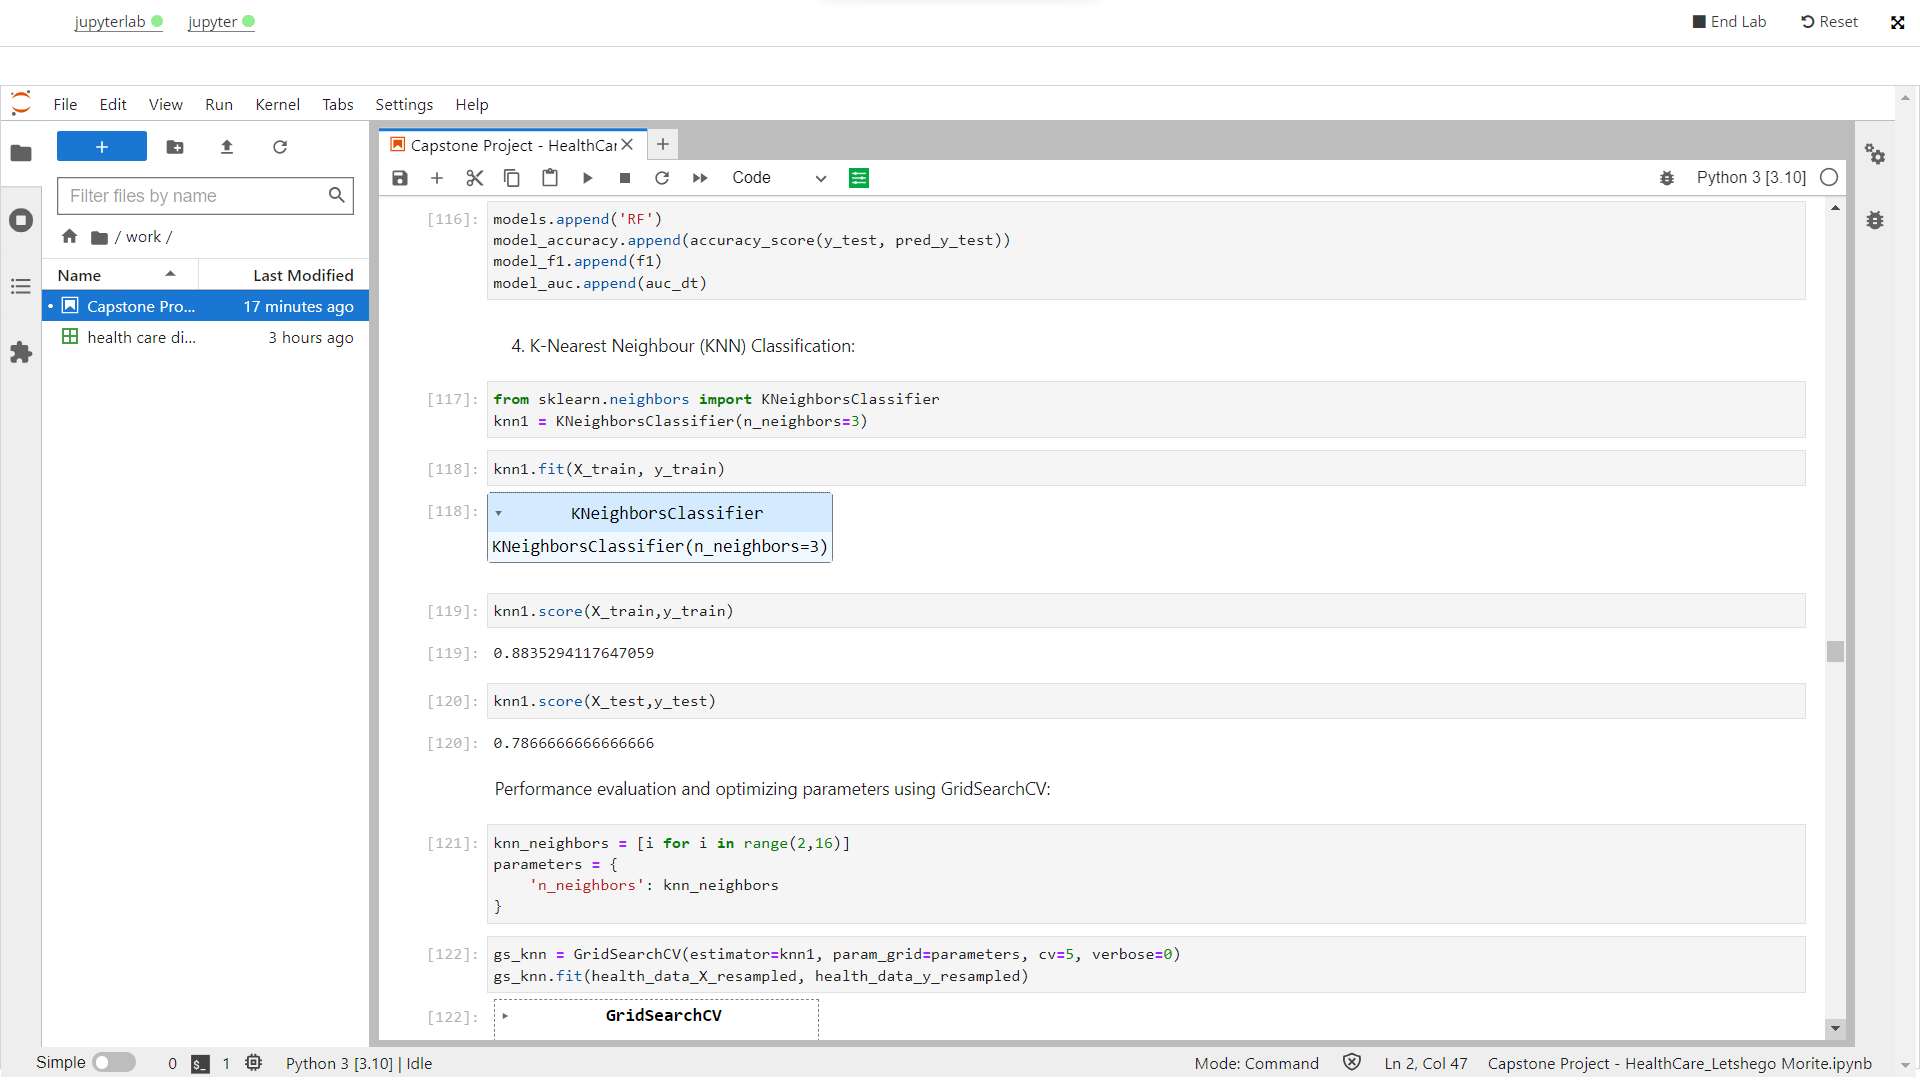 jupyterlab
jupyter
End Lab
Reset
File Edit View Run Kernel Tabs Settings Help
+
Filter files by name
/ work /
Name Last Modified
Capstone Pro... 17 minutes ago
health care di... 3 hours ago
Capstone Project - HealthCar
Code
Python 3 [3.10]
[116]: models.append('RF')
model_accuracy.append(accuracy_score(y_test, pred_y_test))
model_f1.append(f1)
model_auc.append(auc_dt)
4. K-Nearest Neighbour (KNN) Classification:
[117]: from sklearn.neighbors import KNeighborsClassifier
knn1 = KNeighborsClassifier(n_neighbors=3)
[118]: knn1.fit(X_train, y_train)
[118]: KNeighborsClassifier
KNeighborsClassifier(n_neighbors=3)
[119]: knn1.score(X_train,y_train)
[119]: 0.8835294117647059
[120]: knn1.score(X_test,y_test)
[120]: 0.7866666666666666
Performance evaluation and optimizing parameters using GridSearchCV:
[121]: knn_neighbors = [i for i in range(2,16)]
parameters = {
'n_neighbors': knn_neighbors
}
[122]: gs_knn = GridSearchCV(estimator=knn1, param_grid=parameters, cv=5, verbose=0)
gs_knn.fit(health_data_X_resampled, health_data_y_resampled)
[122]: GridSearchCV
Simple 0 $_ 1 Python 3 [3.10] | Idle Mode: Command Ln 2, Col 47 Capstone Project - HealthCare_Letshego Morite.ipynb